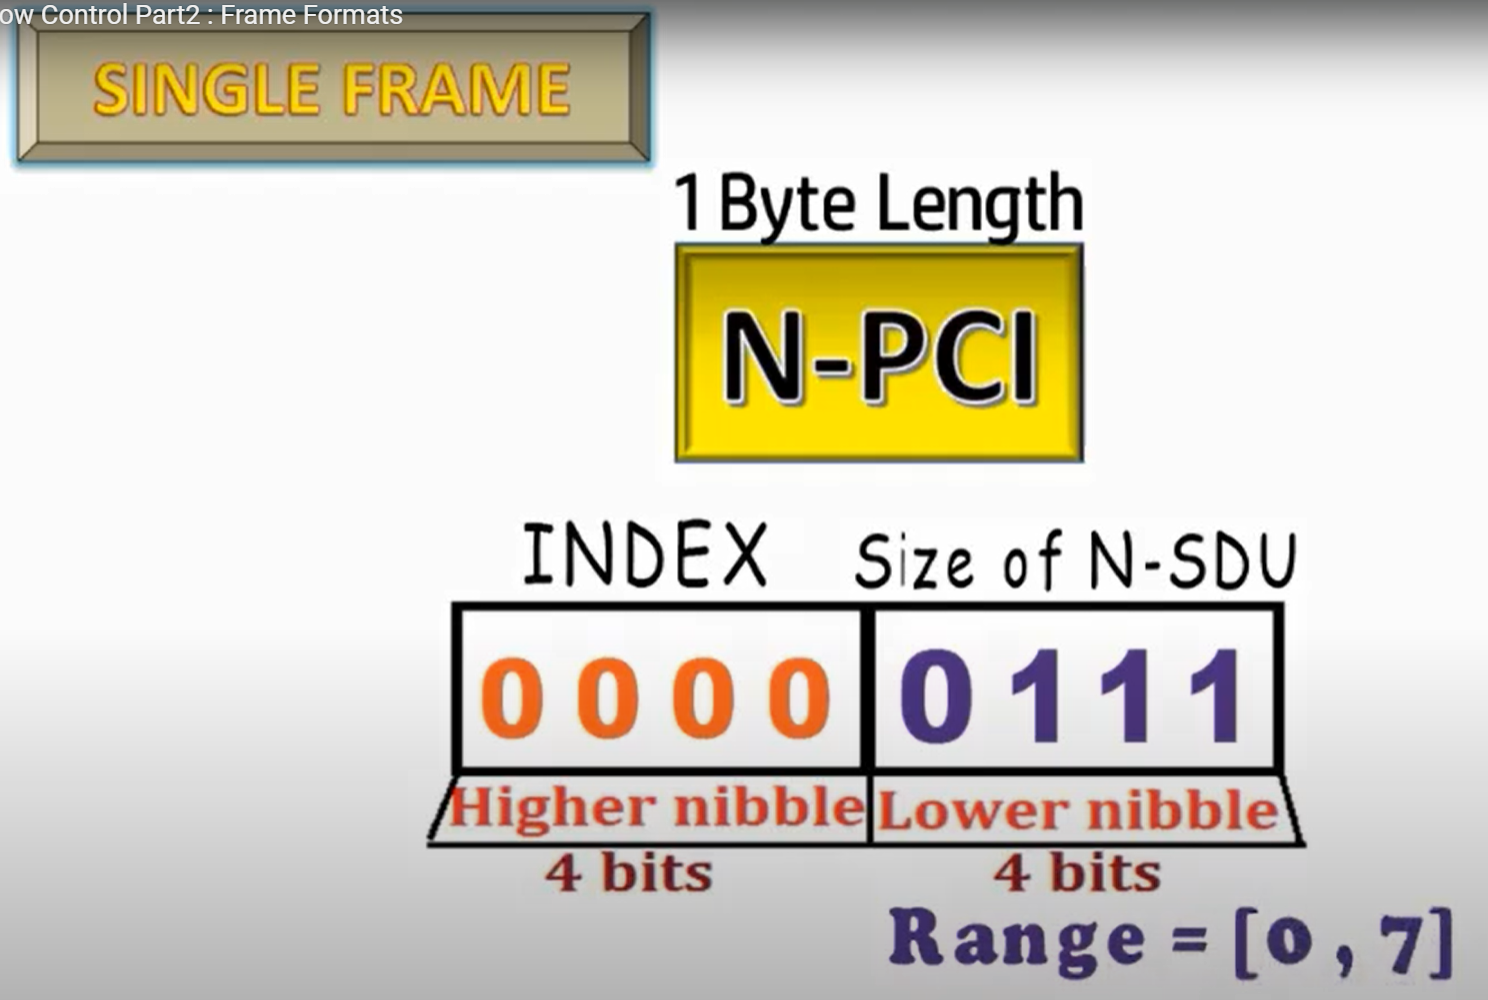 ow Control Part2 : Frame Formats
SINGLE FRAME
1 Byte Length
N-PCI
INDEX Size of N-SDU
0 0 0 0 0 1 1 1
Higher nibble Lower nibble
4 bits 4 bits
Range = [0 , 7]